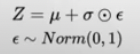 Z = μ + σ ⊙ ϵ
ϵ ~ Norm(0, 1)